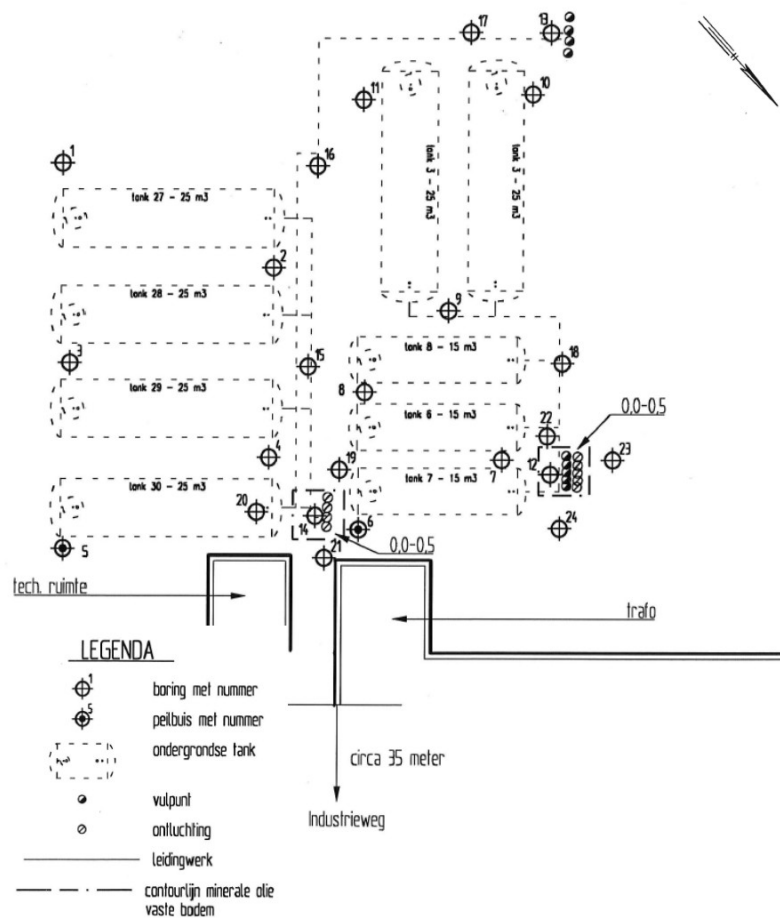 17
13
11
10
1
16
tank 27 - 25 m3
tank 3 - 25 m3
tank 3 - 25 m3
2
tank 28 - 25 m3
9
3
15
tank 8 - 15 m3
18
tank 29 - 25 m3
8
0,0-0,5
tank 6 - 15 m3
22
4
19
7
12
23
tank 30 - 25 m3
tank 7 - 15 m3
20
14
6
24
5
21
0,0-0,5
tech. ruimte
trafo
LEGENDA
1
boring met nummer
5
peilbuis met nummer
ondergrondse tank
circa 35 meter
vulpunt
Industrieweg
ontluchting
leidingwerk
contourlijn minerale olie
vaste bodem